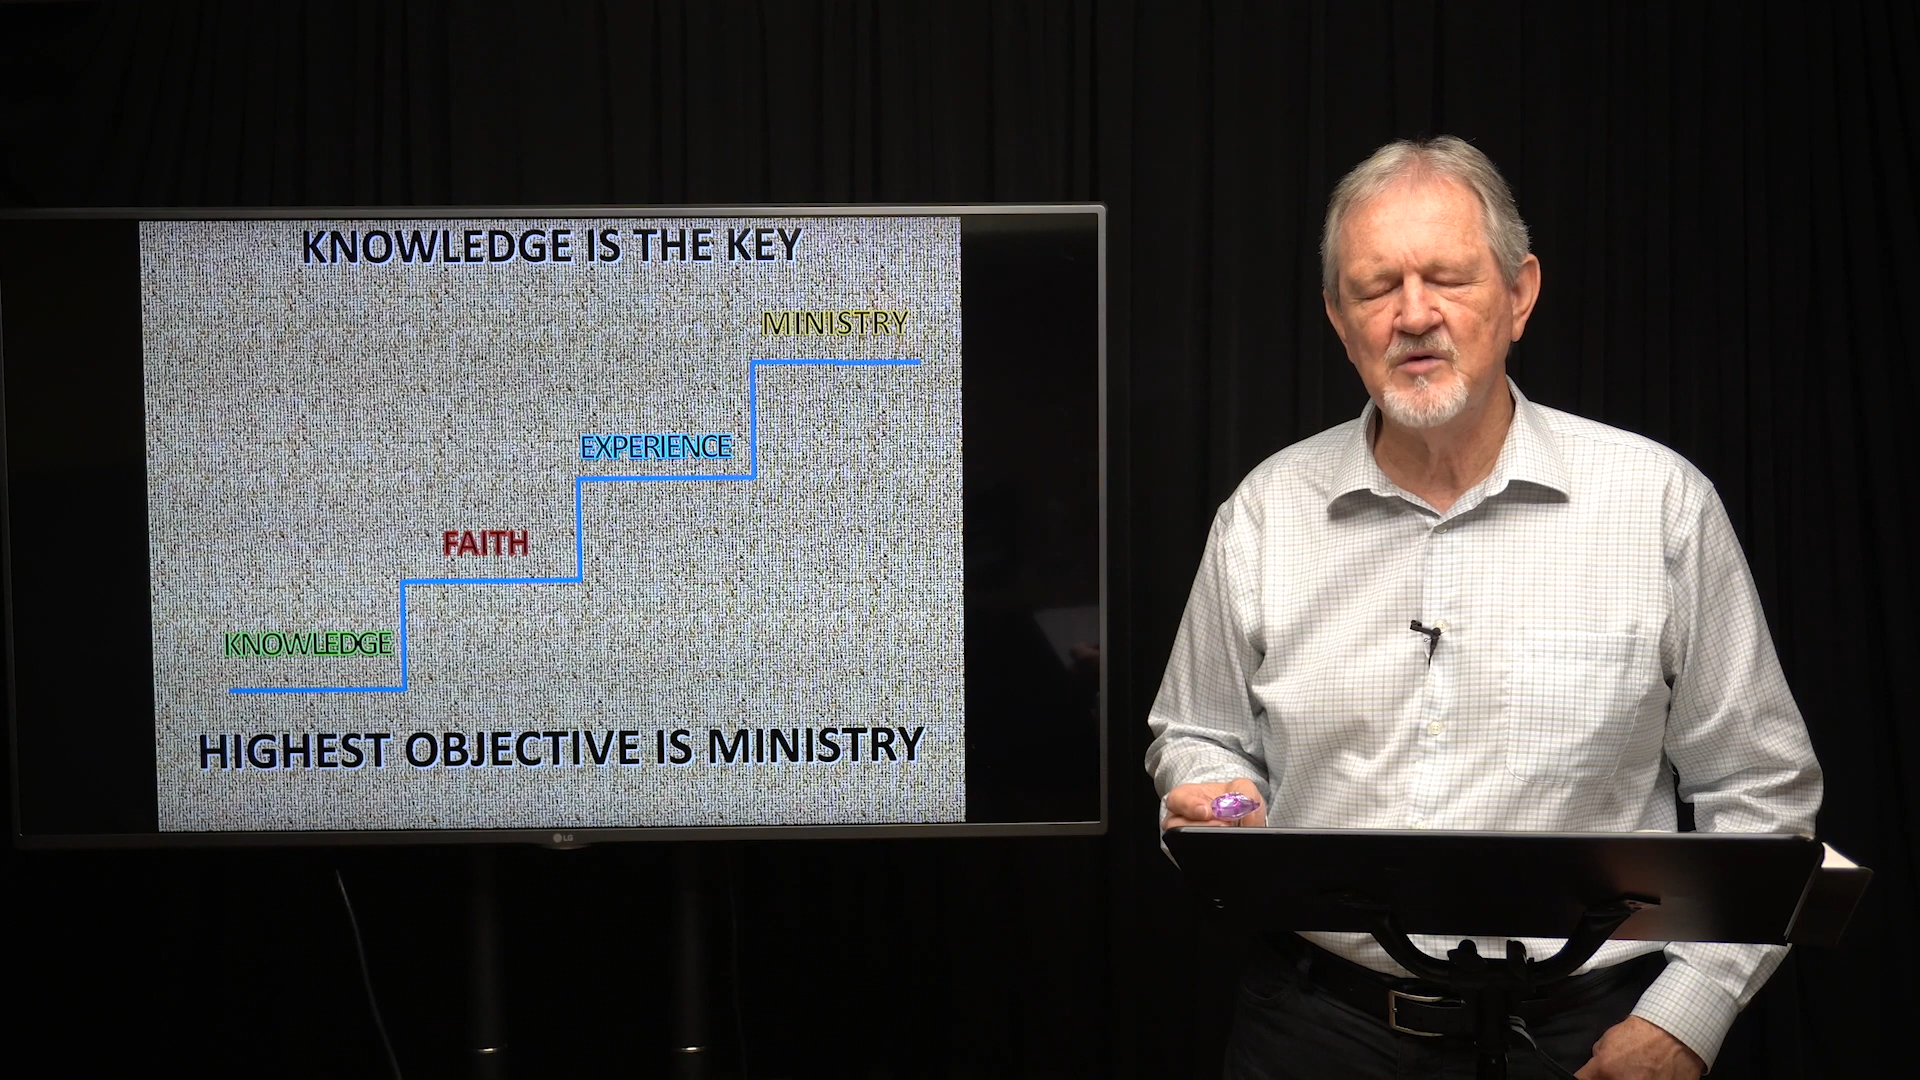 KNOWLEDGE IS THE KEY
MINISTRY
EXPERIENCE
FAITH
KNOWLEDGE
HIGHEST OBJECTIVE IS MINISTRY
LG